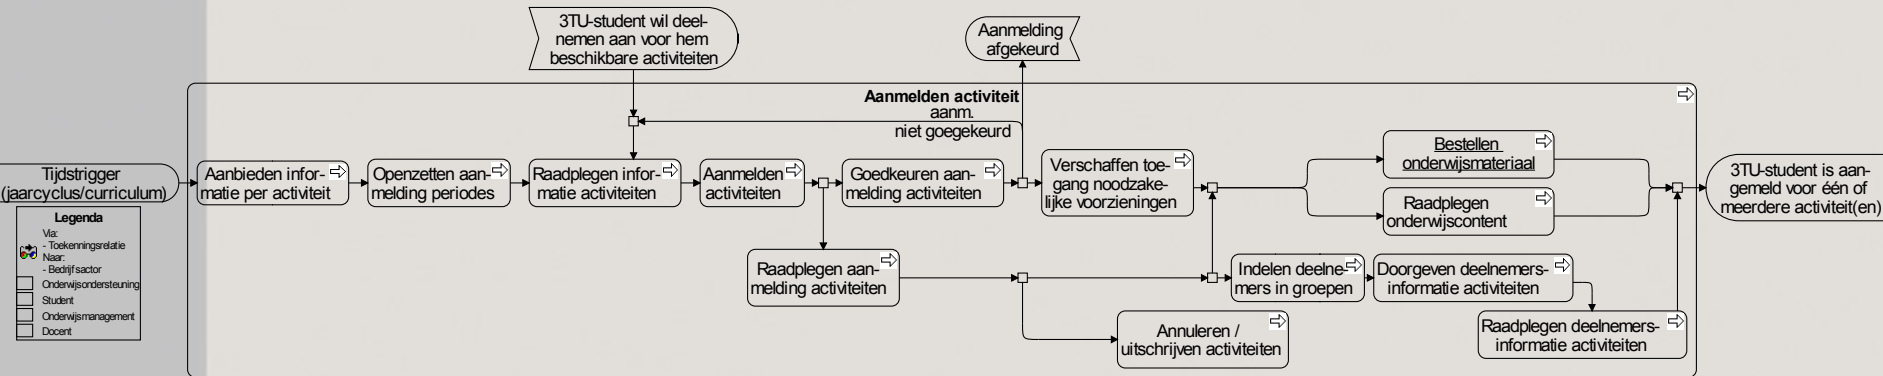 3TU-student wil deel-
nemen aan voor hem
beschikbare activiteiten
Aanmelding
afgekeurd
Aanmelden activiteit
aanm.
niet goegekeurd
Tijdstrigger
(jaarcyclus/curriculum)
Aanbieden infor-
matie per activiteit
Openzetten aan-
melding periodes
Raadplegen infor-
matie activiteiten
Aanmelden
activiteiten
Goedkeuren aan-
melding activiteiten
Verschaffen toe-
gang noodzake-
lijke voorzieningen
Bestellen
onderwijsmateriaal
Raadplegen
onderwijscontent
3TU-student is aan-
gemeld voor één of
meerdere activiteit(en)
Raadplegen aan-
melding activiteiten
Indelen deelne-
mers in groepen
Doorgeven deelnemers-
informatie activiteiten
Annuleren /
uitschrijven activiteiten
Raadplegen deelnemers-
informatie activiteiten
Legenda
Via:
- Toekenningsrelatie
Naar:
- Bedrijfsactor
Onderwijsondersteuning
Student
Onderwijsmanagement
Docent